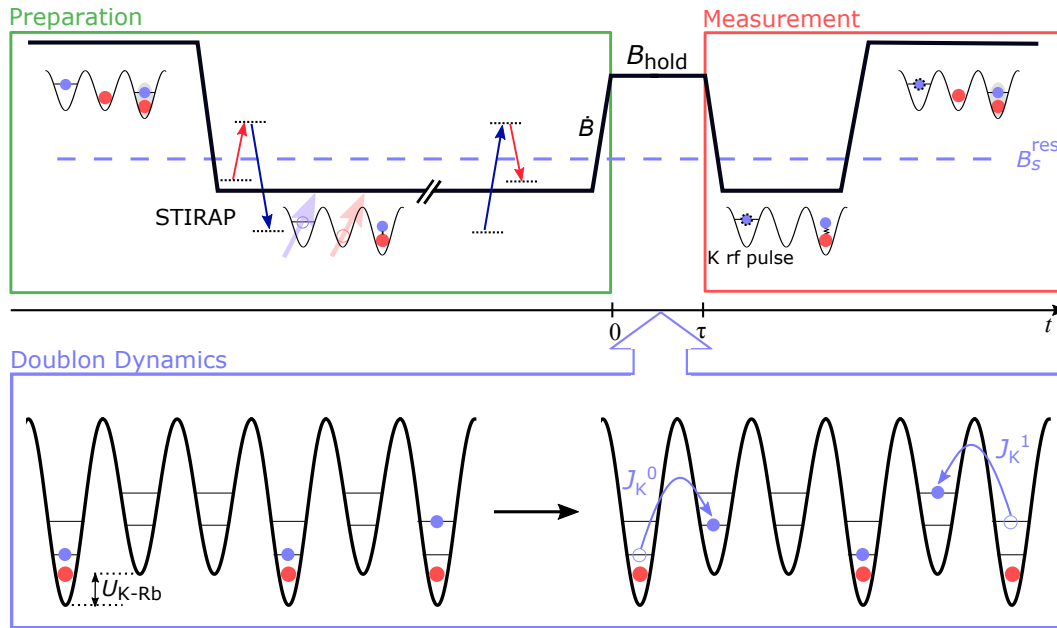 Preparation
Measurement
B_hold
Ḃ
B_s^res
STIRAP
K rf pulse
0
τ
t
Doublon Dynamics
J_K^0
J_K^1
U_K-Rb